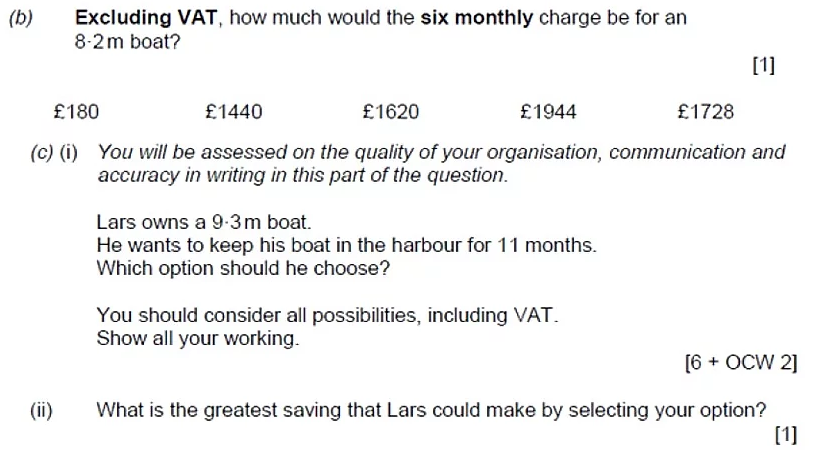 (b) Excluding VAT, how much would the six monthly charge be for an
8·2m boat?
[1]
£180 £1440 £1620 £1944 £1728
(c) (i) You will be assessed on the quality of your organisation, communication and
accuracy in writing in this part of the question.
Lars owns a 9·3m boat.
He wants to keep his boat in the harbour for 11 months.
Which option should he choose?
You should consider all possibilities, including VAT.
Show all your working.
[6 + OCW 2]
(ii) What is the greatest saving that Lars could make by selecting your option?
[1]